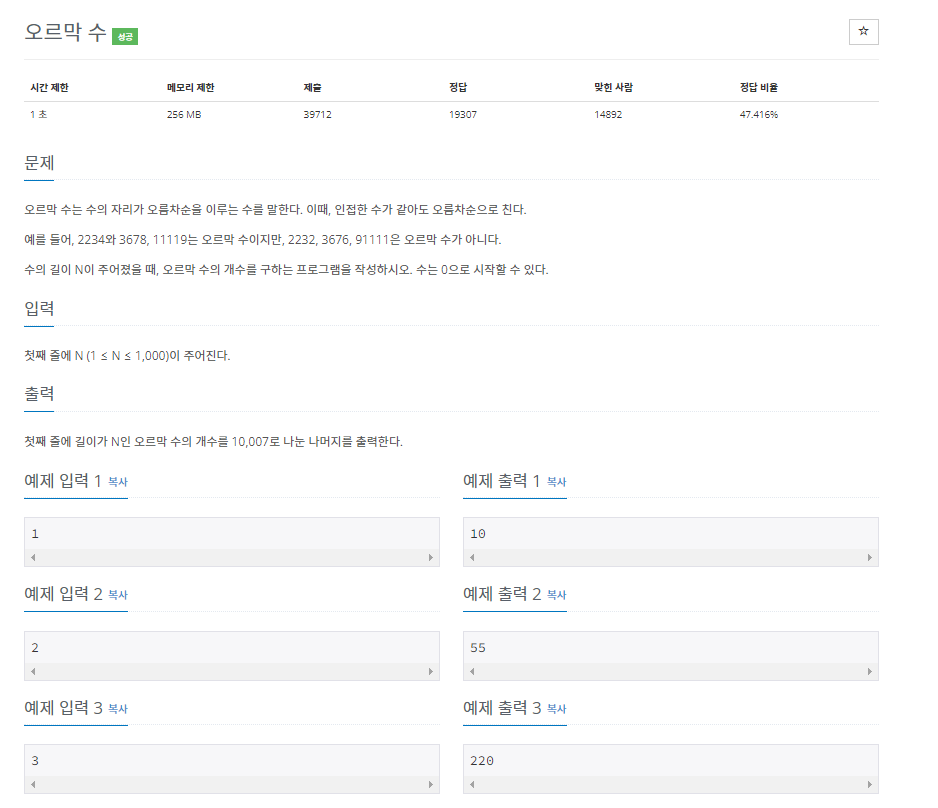 오르막 수 성공
☆
시간 제한 메모리 제한 제출 정답 맞힌 사람 정답 비율
1 초 256 MB 39712 19307 14892 47.416%
문제
오르막 수는 수의 자리가 오름차순을 이루는 수를 말한다. 이때, 인접한 수가 같아도 오름차순으로 친다.
예를 들어, 2234와 3678, 11119는 오르막 수이지만, 2232, 3676, 91111은 오르막 수가 아니다.
수의 길이 N이 주어졌을 때, 오르막 수의 개수를 구하는 프로그램을 작성하시오. 수는 0으로 시작할 수 있다.
입력
첫째 줄에 N (1 ≤ N ≤ 1,000)이 주어진다.
출력
첫째 줄에 길이가 N인 오르막 수의 개수를 10,007로 나눈 나머지를 출력한다.
예제 입력 1 복사 예제 출력 1 복사
1 10
예제 입력 2 복사 예제 출력 2 복사
2 55
예제 입력 3 복사 예제 출력 3 복사
3 220